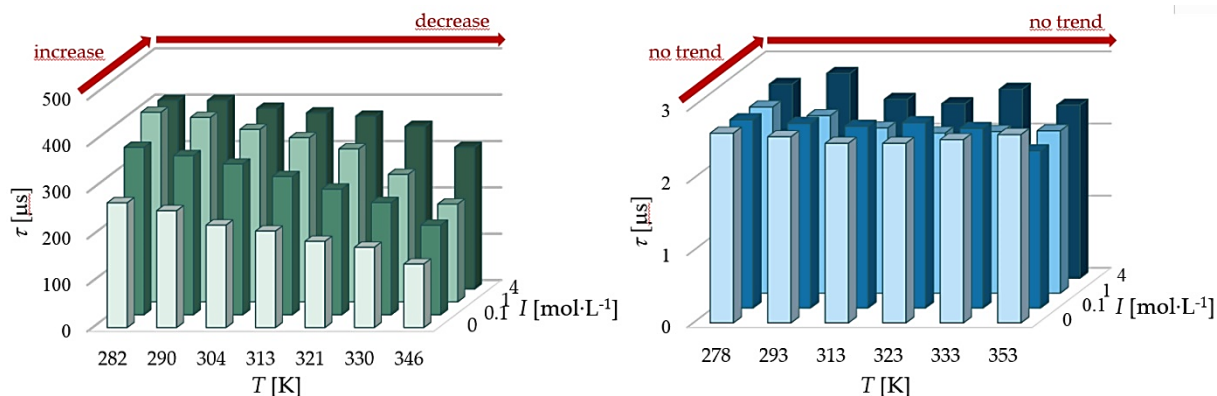 decrease
increase
500
400
300
200
100
0
τ [µs]
282 290 304 313 321 330 346
T [K]
0 0.1 1 4
I [mol·L⁻¹]
no trend
no trend
3
2
1
0
τ [µs]
278 293 313 323 333 353
T [K]
0 0.1 1 4
I [mol·L⁻¹]